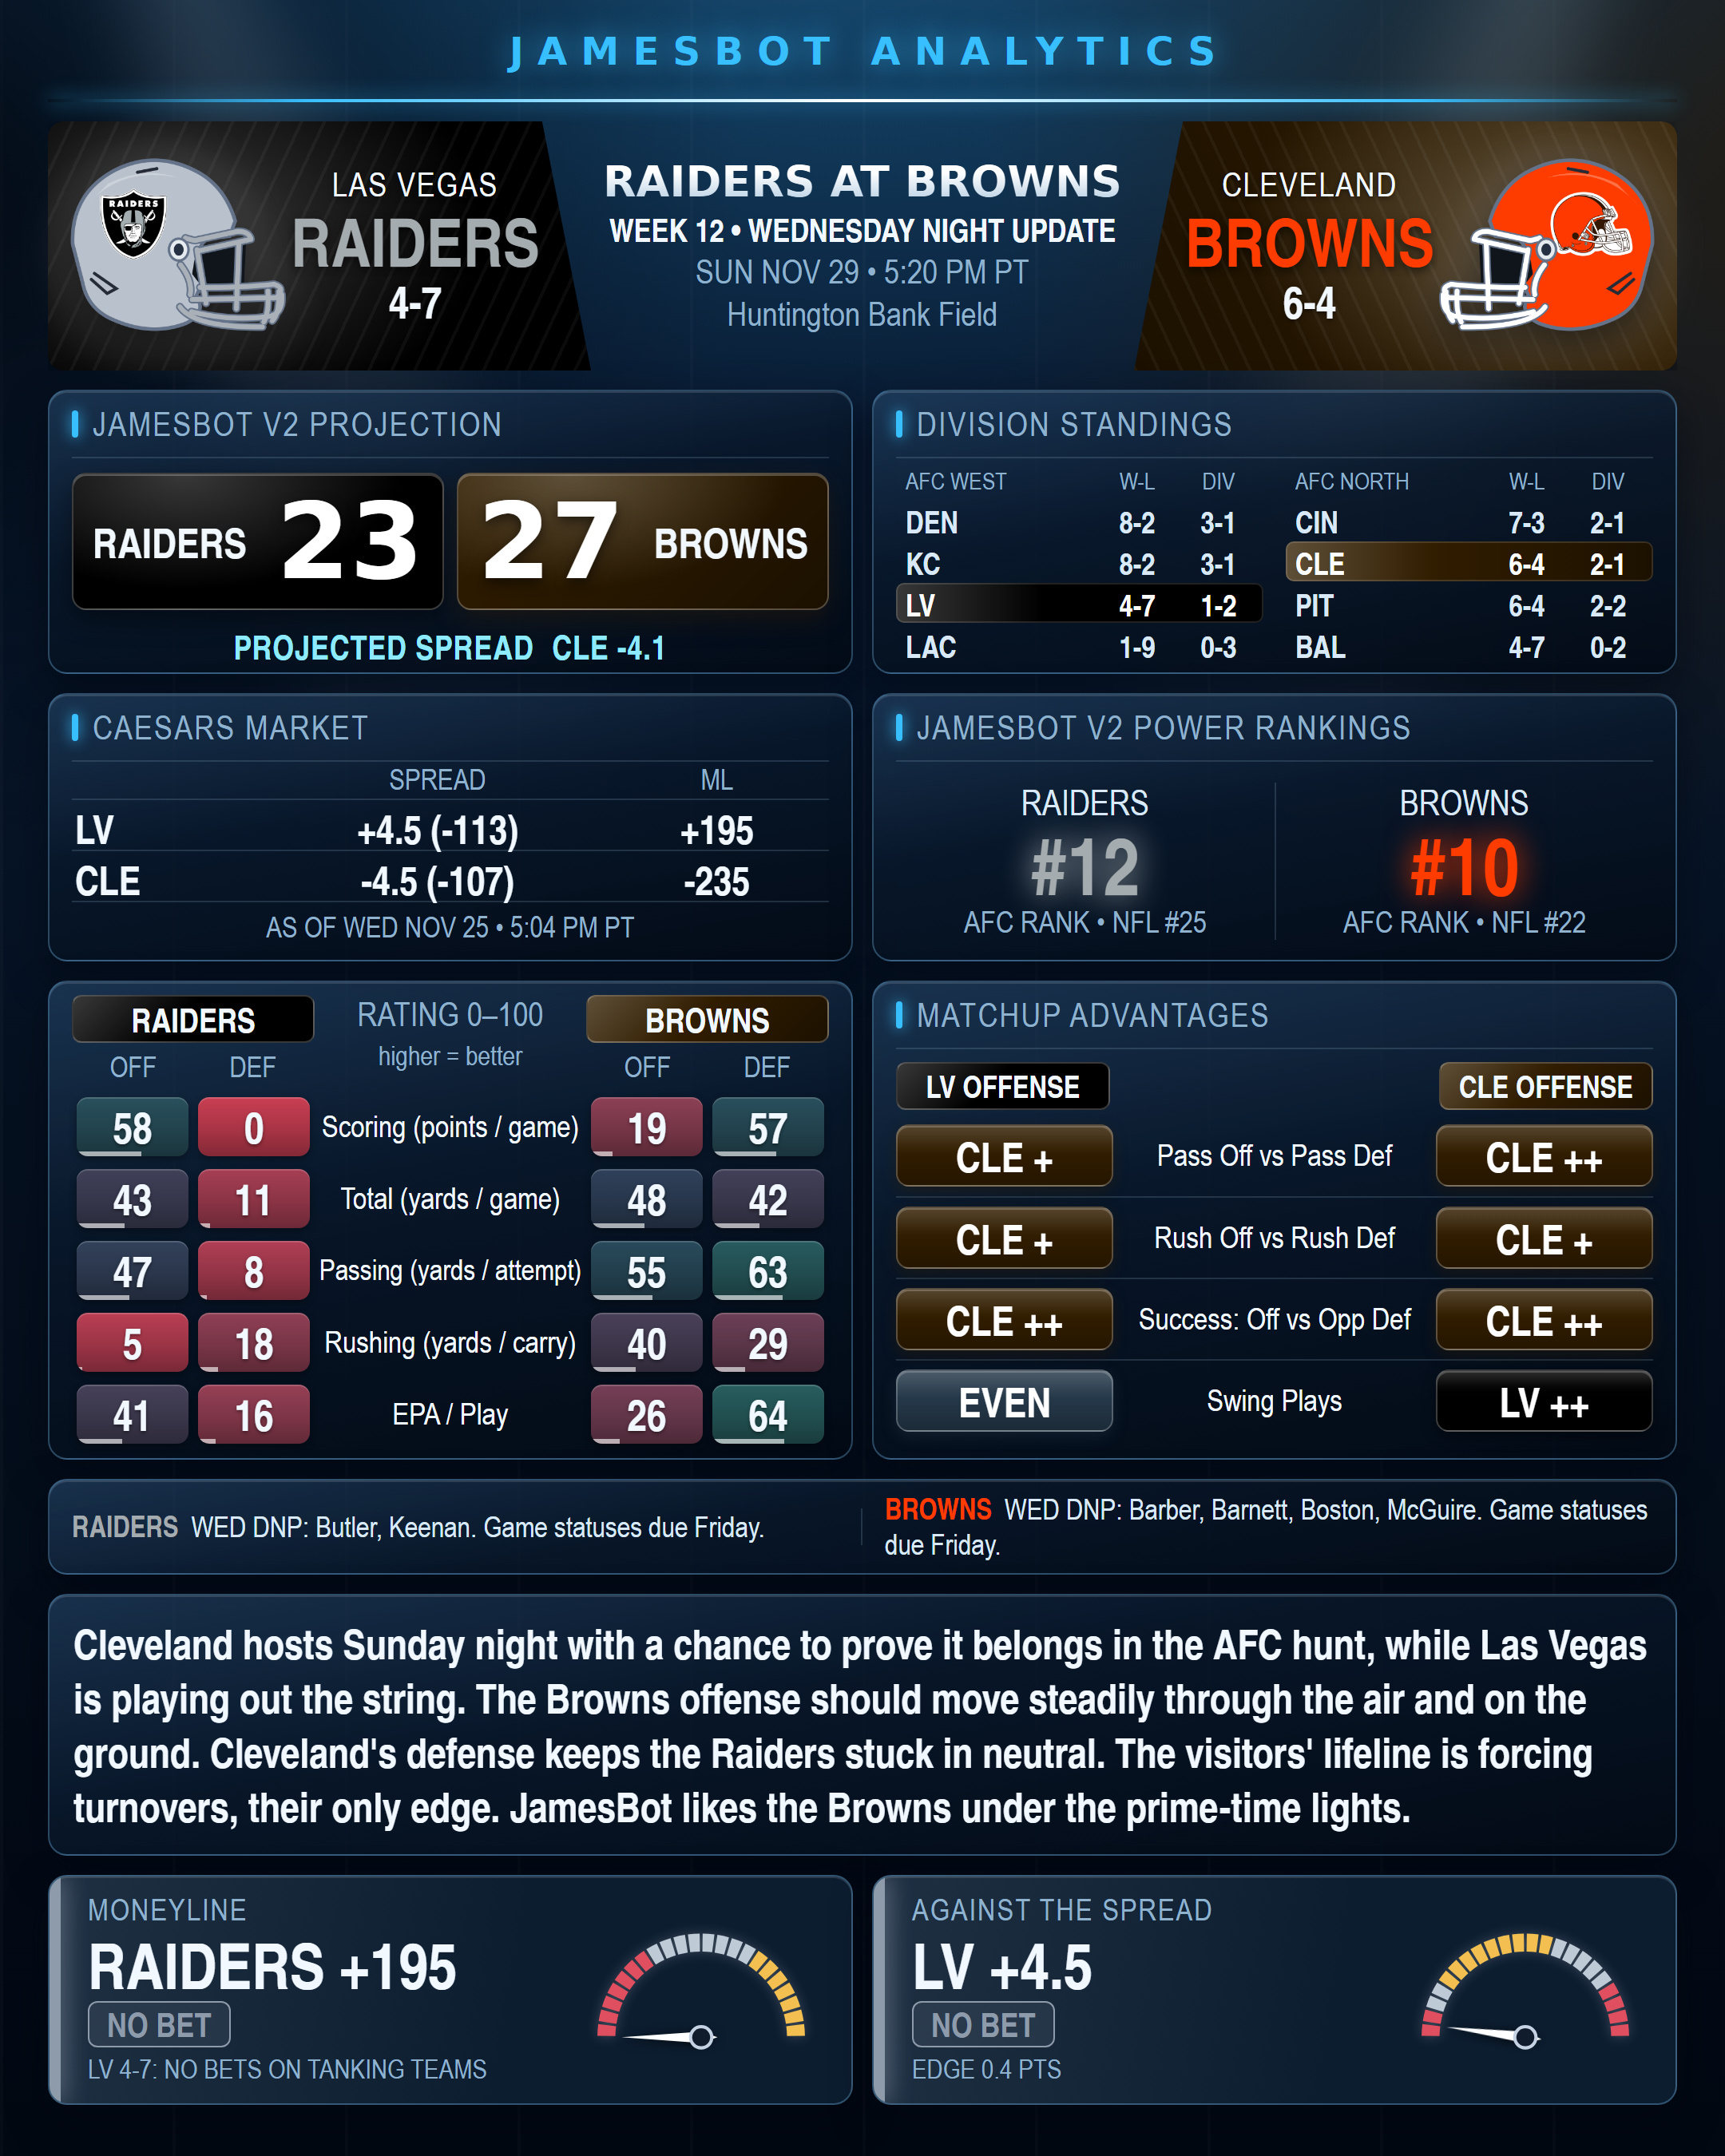 JAMESBOT ANALYTICS
RAIDERS
LAS VEGAS
RAIDERS
4-7
RAIDERS AT BROWNS
WEEK 12 • WEDNESDAY NIGHT UPDATE
SUN NOV 29 • 5:20 PM PT
Huntington Bank Field
CLEVELAND
BROWNS
6-4
JAMESBOT V2 PROJECTION
RAIDERS 23 27 BROWNS
PROJECTED SPREAD CLE -4.1
DIVISION STANDINGS
AFC WEST W-L DIV AFC NORTH W-L DIV
DEN 8-2 3-1 CIN 7-3 2-1
KC 8-2 3-1 CLE 6-4 2-1
LV 4-7 1-2 PIT 6-4 2-2
LAC 1-9 0-3 BAL 4-7 0-2
CAESARS MARKET
SPREAD ML
LV +4.5 (-113) +195
CLE -4.5 (-107) -235
AS OF WED NOV 25 • 5:04 PM PT
JAMESBOT V2 POWER RANKINGS
RAIDERS BROWNS
#12 #10
AFC RANK • NFL #25 AFC RANK • NFL #22
RAIDERS RATING 0–100 BROWNS
OFF DEF higher = better OFF DEF
58 0 Scoring (points / game) 19 57
43 11 Total (yards / game) 48 42
47 8 Passing (yards / attempt) 55 63
5 18 Rushing (yards / carry) 40 29
41 16 EPA / Play 26 64
MATCHUP ADVANTAGES
LV OFFENSE CLE OFFENSE
CLE + Pass Off vs Pass Def CLE ++
CLE + Rush Off vs Rush Def CLE +
CLE ++ Success: Off vs Opp Def CLE ++
EVEN Swing Plays LV ++
RAIDERS WED DNP: Butler, Keenan. Game statuses due Friday.
BROWNS WED DNP: Barber, Barnett, Boston, McGuire. Game statuses
due Friday.
Cleveland hosts Sunday night with a chance to prove it belongs in the AFC hunt, while Las Vegas
is playing out the string. The Browns offense should move steadily through the air and on the
ground. Cleveland's defense keeps the Raiders stuck in neutral. The visitors' lifeline is forcing
turnovers, their only edge. JamesBot likes the Browns under the prime-time lights.
MONEYLINE
RAIDERS +195
NO BET
LV 4-7: NO BETS ON TANKING TEAMS
AGAINST THE SPREAD
LV +4.5
NO BET
EDGE 0.4 PTS